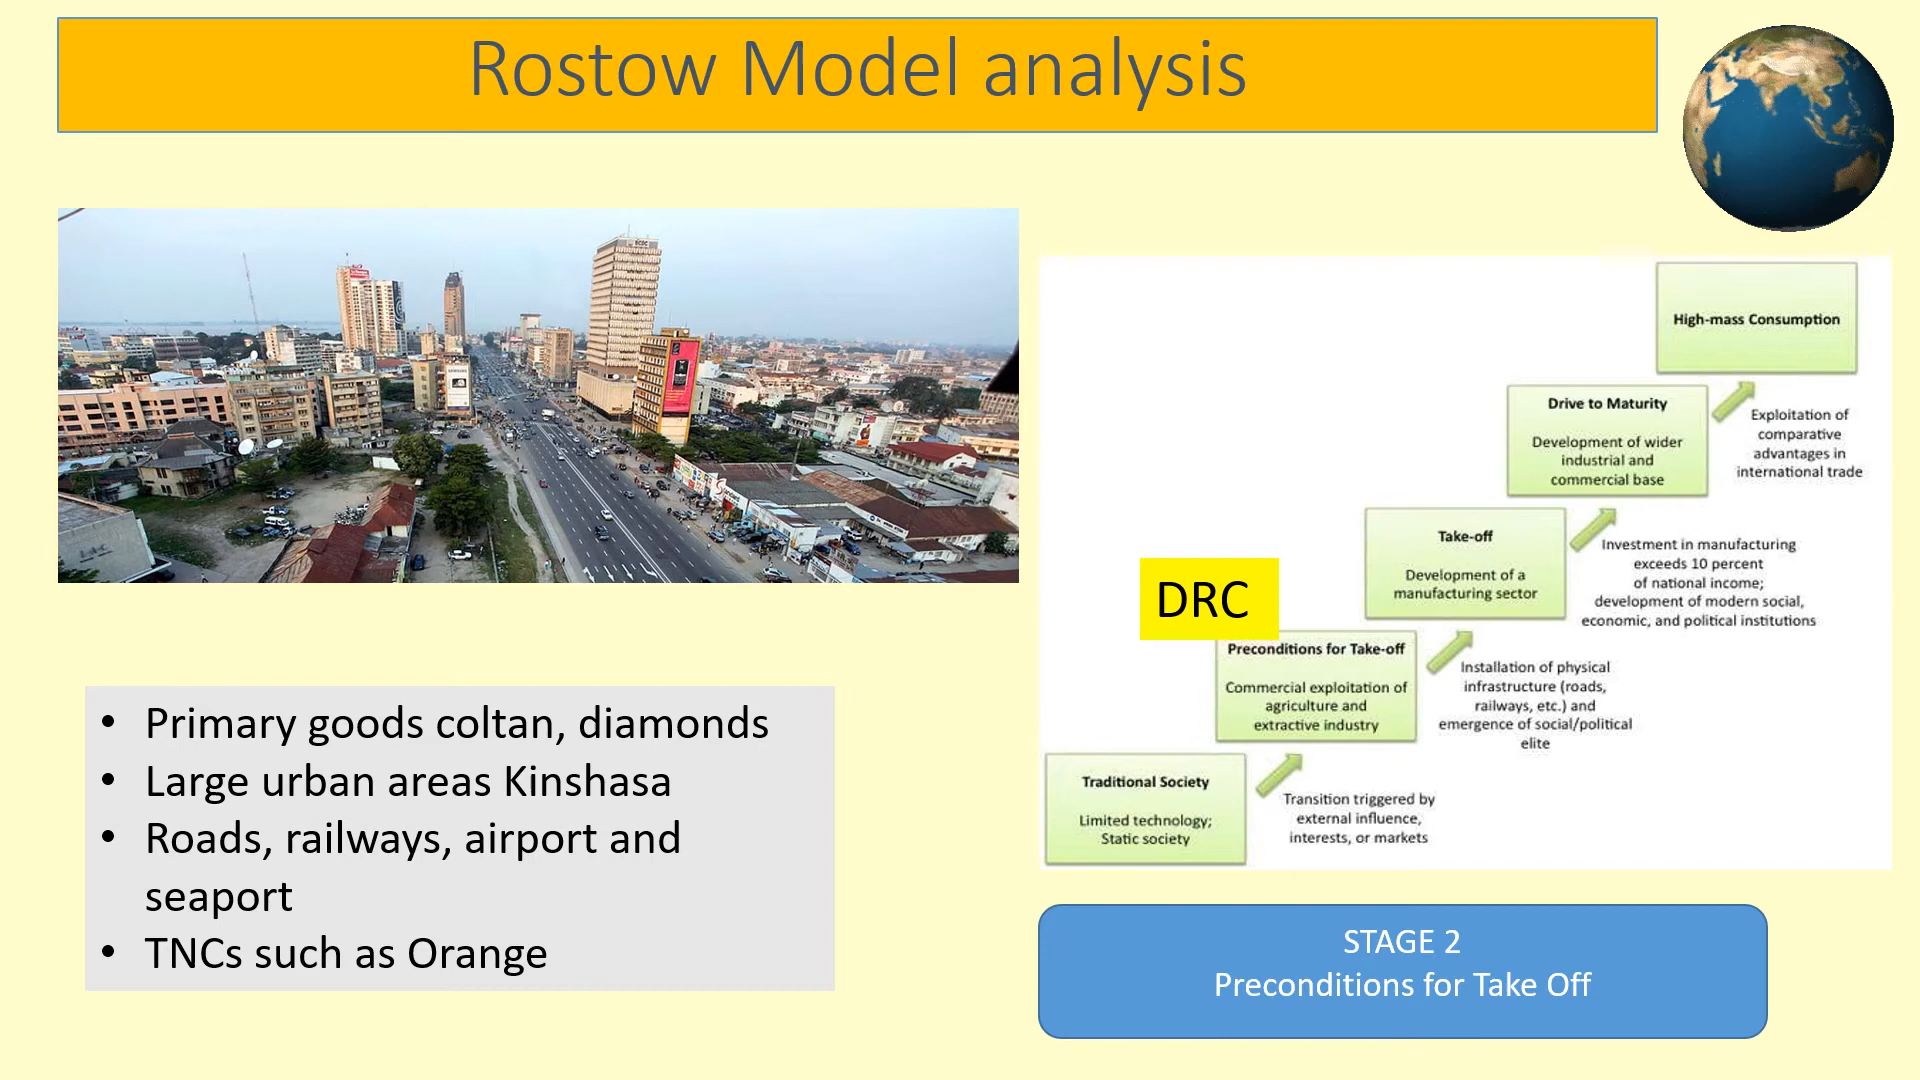 Rostow Model analysis
• Primary goods coltan, diamonds
• Large urban areas Kinshasa
• Roads, railways, airport and
seaport
• TNCs such as Orange
High-mass Consumption
Drive to Maturity
Development of wider
industrial and
commercial base
Exploitation of
comparative
advantages in
international trade
Take-off
Development of a
manufacturing sector
Investment in manufacturing
exceeds 10 percent
of national income;
development of modern social,
economic, and political institutions
DRC
Preconditions for Take-off
Commercial exploitation of
agriculture and
extractive industry
Installation of physical
infrastructure (roads,
railways, etc.) and
emergence of social/political
elite
Traditional Society
Limited technology;
Static society
Transition triggered by
external influence,
interests, or markets
STAGE 2
Preconditions for Take Off